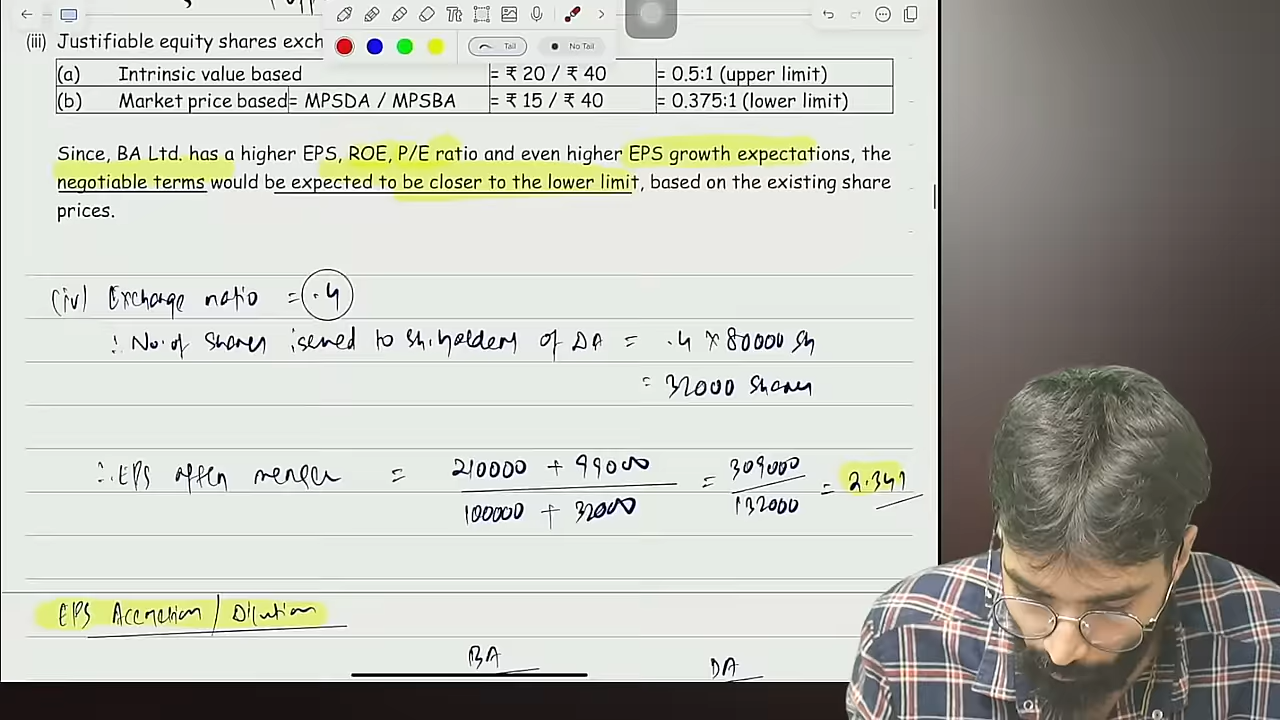 (iii) Justifiable equity shares exch
Tail No Tail
(a) Intrinsic value based = ₹ 20 / ₹ 40 = 0.5:1 (upper limit)
(b) Market price based = MPSDA / MPSBA = ₹ 15 / ₹ 40 = 0.375:1 (lower limit)
Since, BA Ltd. has a higher EPS, ROE, P/E ratio and even higher EPS growth expectations, the
negotiable terms would be expected to be closer to the lower limit, based on the existing share
prices.
(iv) Exchange ratio = .4
∴ No. of Shares issued to sh.holders of DA = .4 × 80000 sh
= 32000 shares
∴ EPS after merger = 210000 + 99000 / 100000 + 32000 = 309000 / 132000 = 2.341
EPS Accretion / Dilution
BA DA